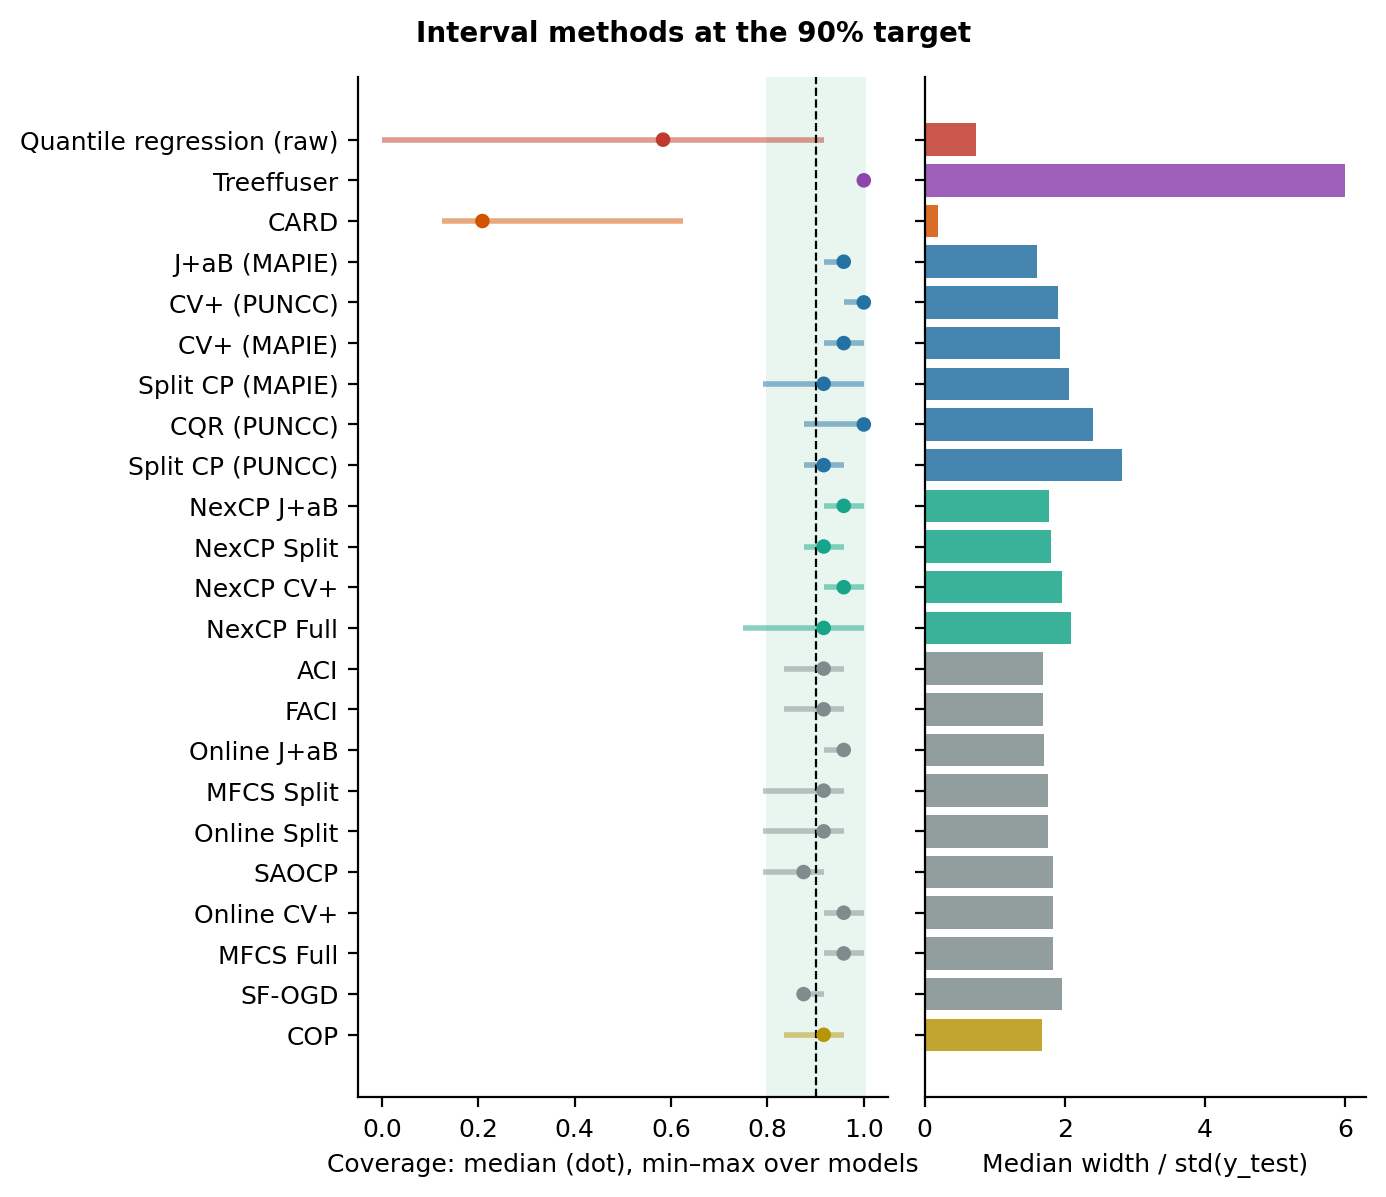 Interval methods at the 90% target
Quantile regression (raw)
Treeffuser
CARD
J+aB (MAPIE)
CV+ (PUNCC)
CV+ (MAPIE)
Split CP (MAPIE)
CQR (PUNCC)
Split CP (PUNCC)
NexCP J+aB
NexCP Split
NexCP CV+
NexCP Full
ACI
FACI
Online J+aB
MFCS Split
Online Split
SAOCP
Online CV+
MFCS Full
SF-OGD
COP
0.0 0.2 0.4 0.6 0.8 1.0
Coverage: median (dot), min–max over models
0 2 4 6
Median width / std(y_test)